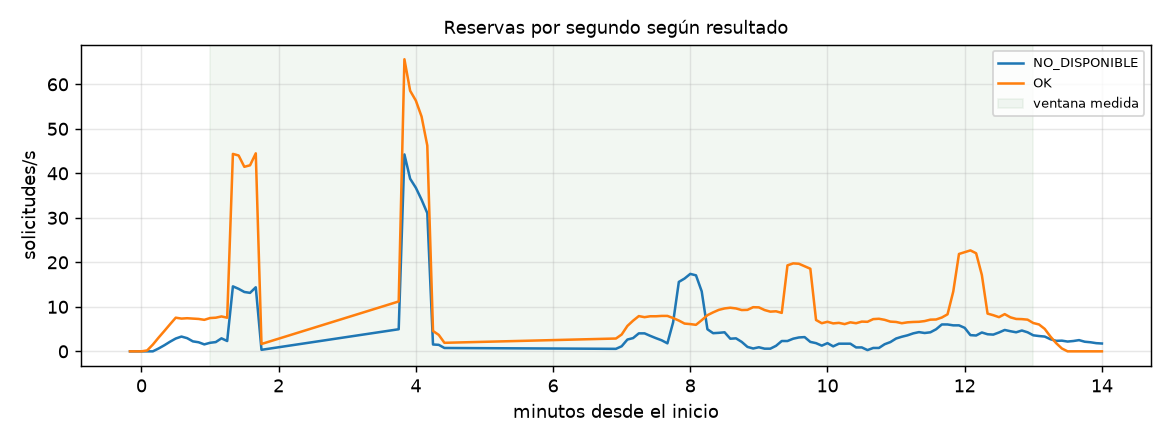 Reservas por segundo según resultado
solicitudes/s
60
50
40
30
20
10
0
NO_DISPONIBLE
OK
ventana medida
0 2 4 6 8 10 12 14
minutos desde el inicio